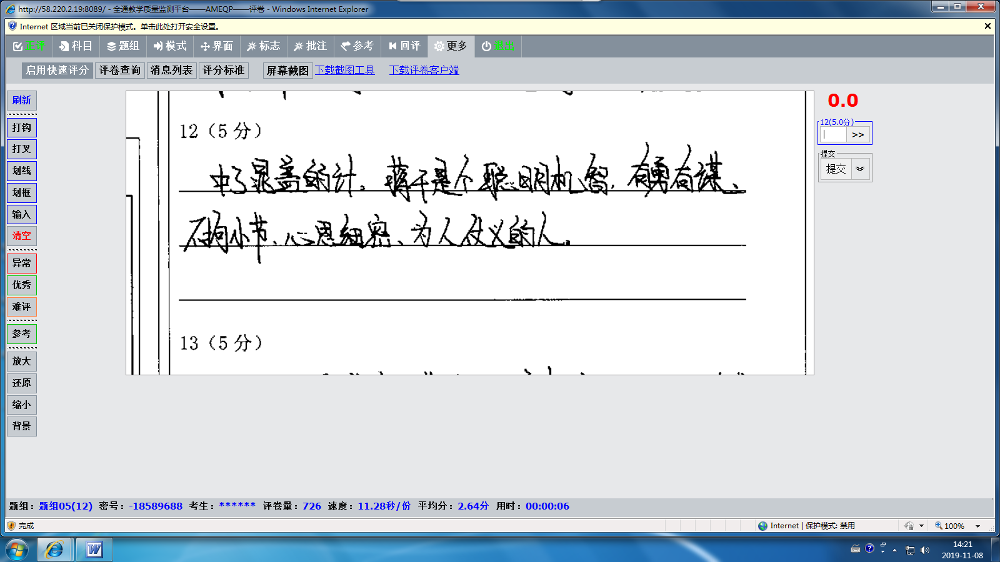 http://58.220.2.19:8089/ - 全通教学质量监测平台——AMEQP——评卷 - Windows Internet Explorer
Internet 区域当前已关闭保护模式。单击此处打开安全设置。
正评 科目 题组 模式 界面 标志 批注 参考 回评 更多 退出
启用快速评分 评卷查询 消息列表 评分标准 屏幕截图 下载截图工具 下载评卷客户端
刷新
打钩
打叉
划线
划框
输入
清空
异常
优秀
难评
参考
放大
还原
缩小
背景
12（5 分）
中了晁盖的计。蒋干是个聪明机智,有勇有谋、
不拘小节、心思细密、为人仗义的人。
13（5 分）
0.0
12(5.0分)
>>
提交
提交
题组：题组05(12) 密号：-18589688 考生：****** 评卷量：726 速度：11.28秒/份 平均分：2.64分 用时：00:00:06
完成
Internet | 保护模式: 禁用
100%
14:21
2019-11-08